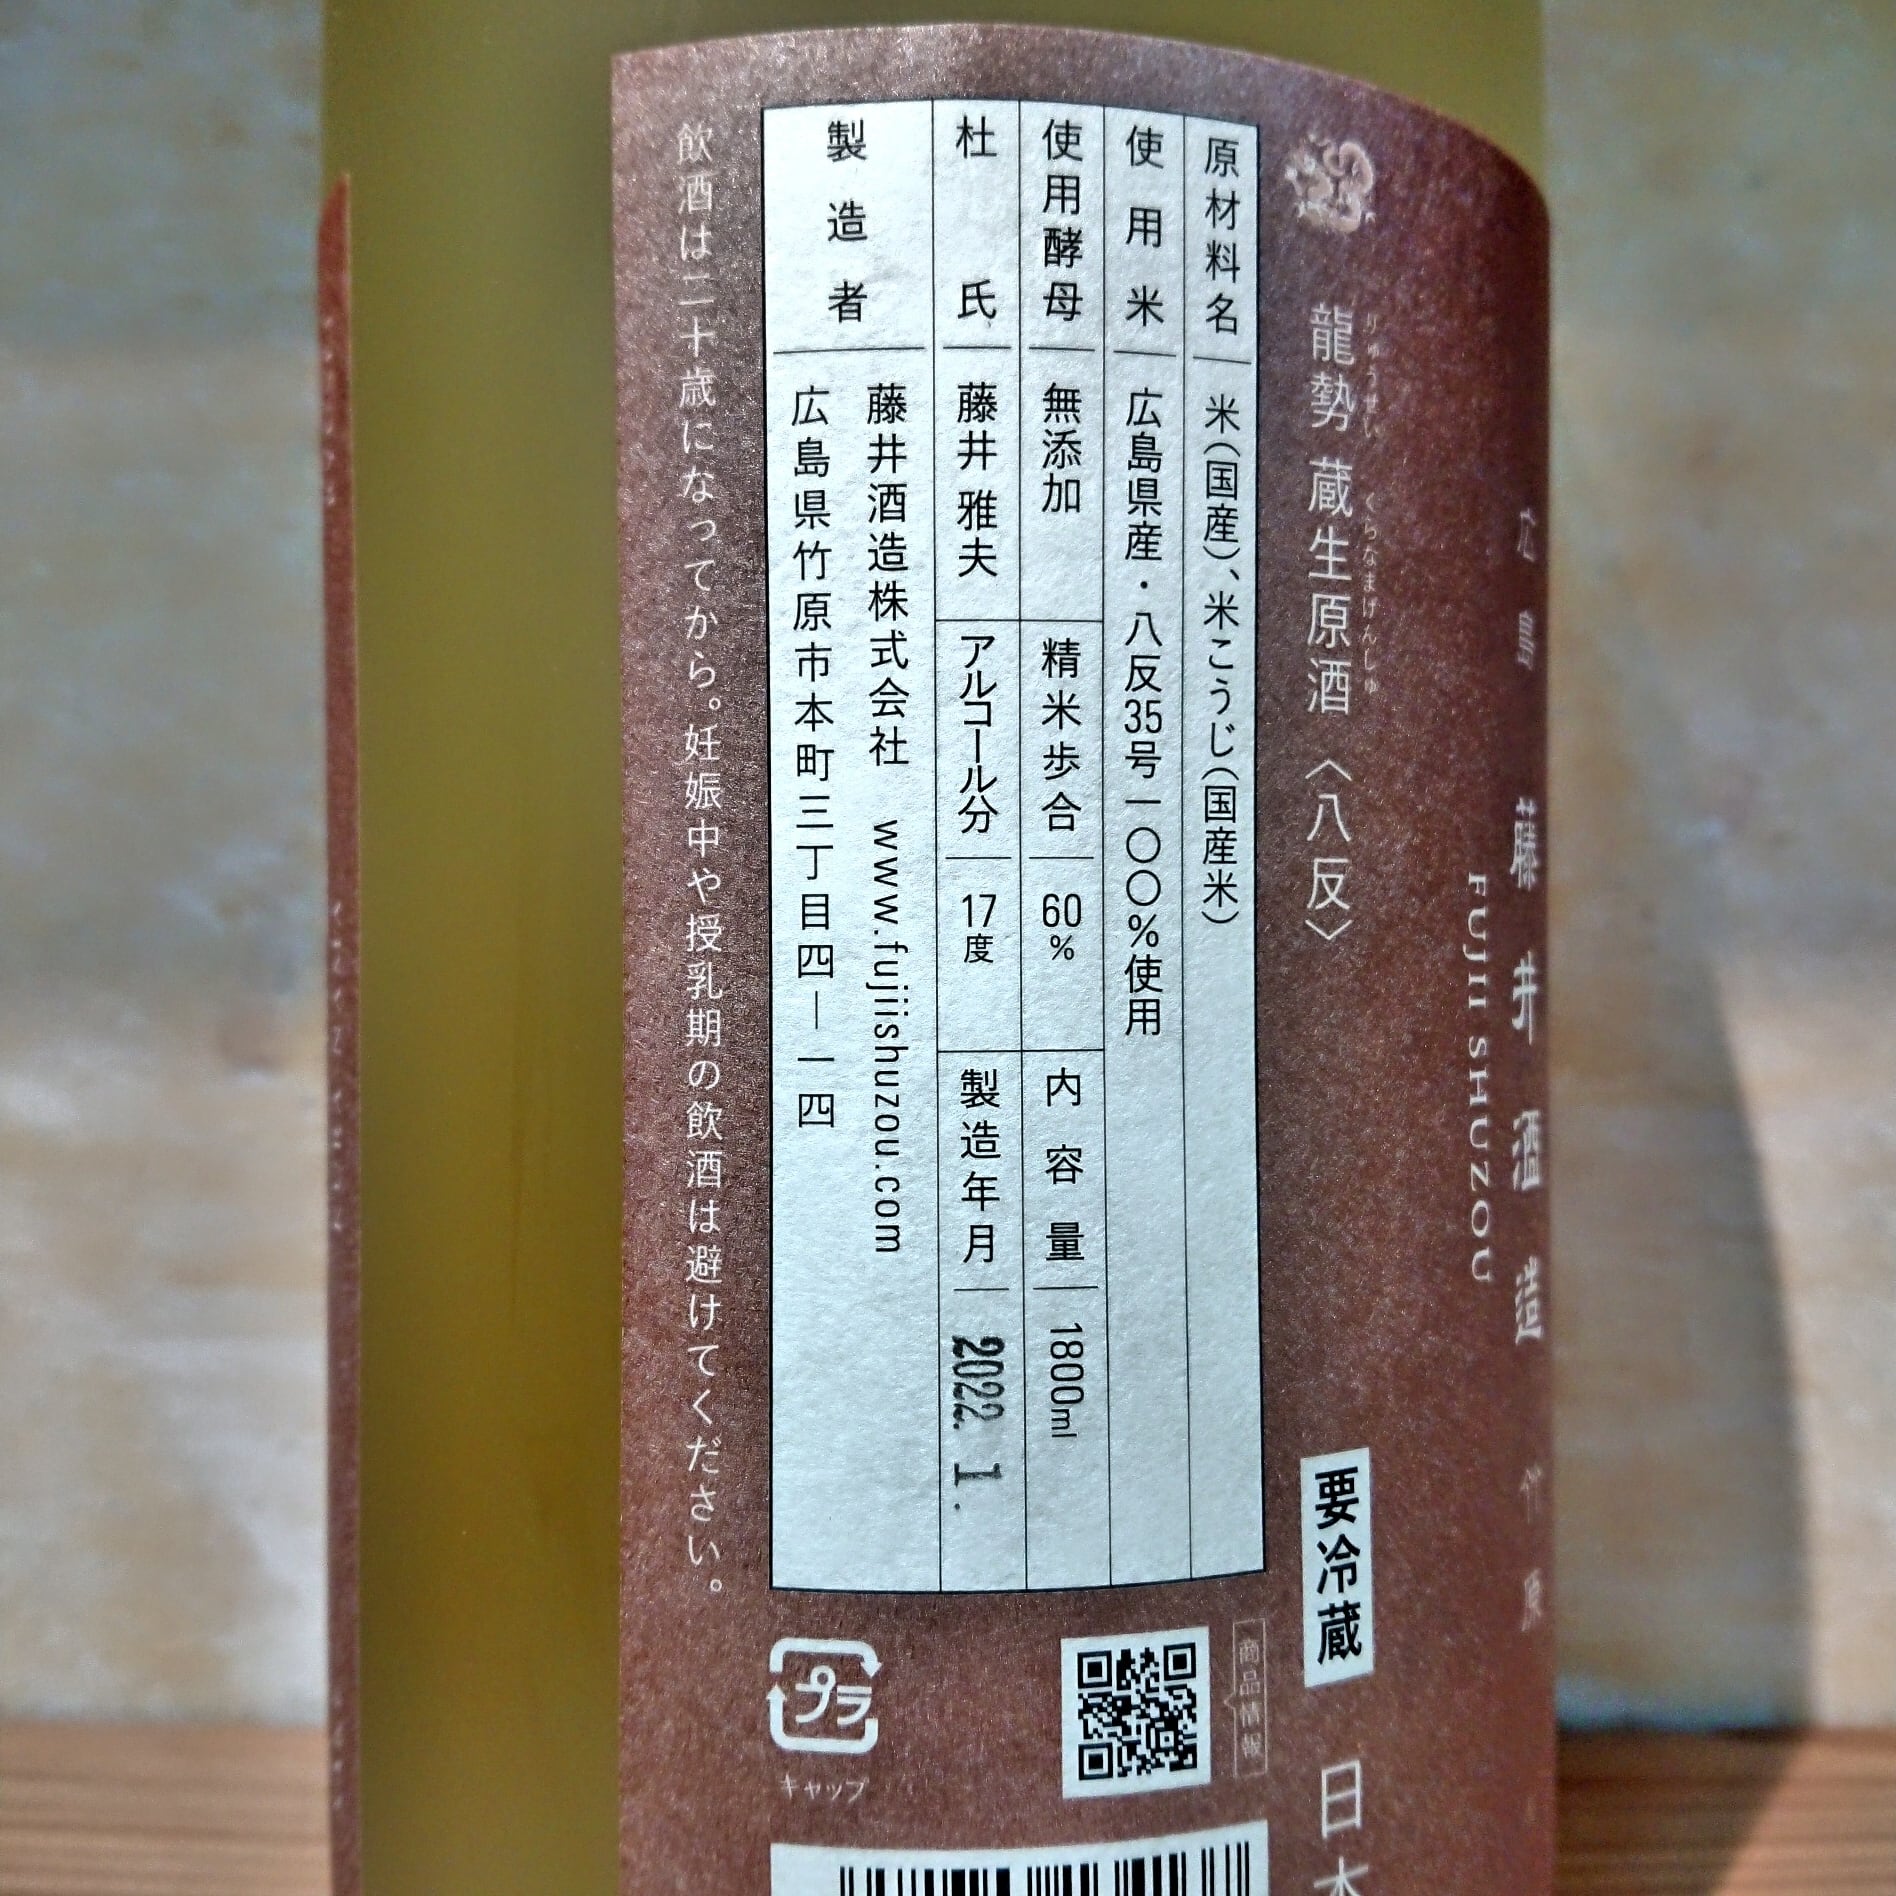 広島 藤井酒造 竹原
FUJII SHUZOU
りゅうせい くらなまげんしゅ
龍勢 蔵生原酒〈八反〉
要冷蔵
日本
原材料名 米(国産)、米こうじ(国産米)
使用米 広島県産・八反35号一〇〇%使用
使用酵母 無添加
精米歩合 60%
内容量 1800ml
杜氏 藤井 雅夫
アルコール分 17度
製造年月 2022. 1.
製造者 藤井酒造株式会社 www.fujiishuzou.com
広島県竹原市本町三丁目四―一四
飲酒は二十歳になってから。妊娠中や授乳期の飲酒は避けてください。
商品情報
プラ
キャップ